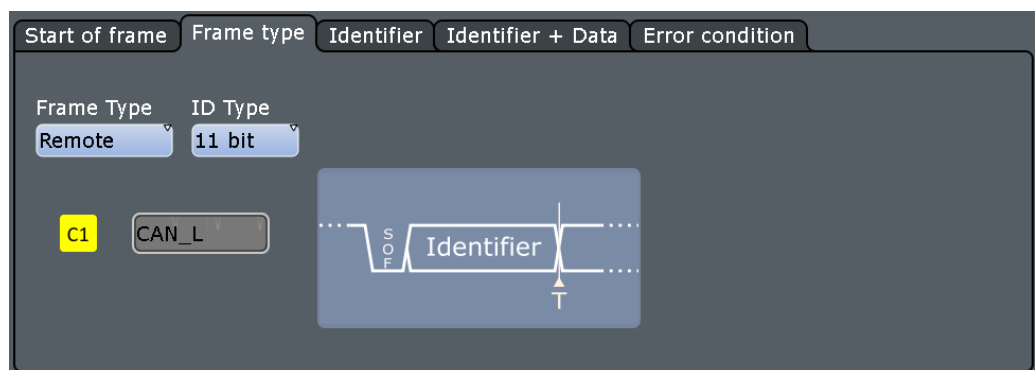 Start of frame Frame type Identifier Identifier + Data Error condition
Frame Type ID Type
Remote 11 bit
C1 CAN_L
SOF Identifier
T